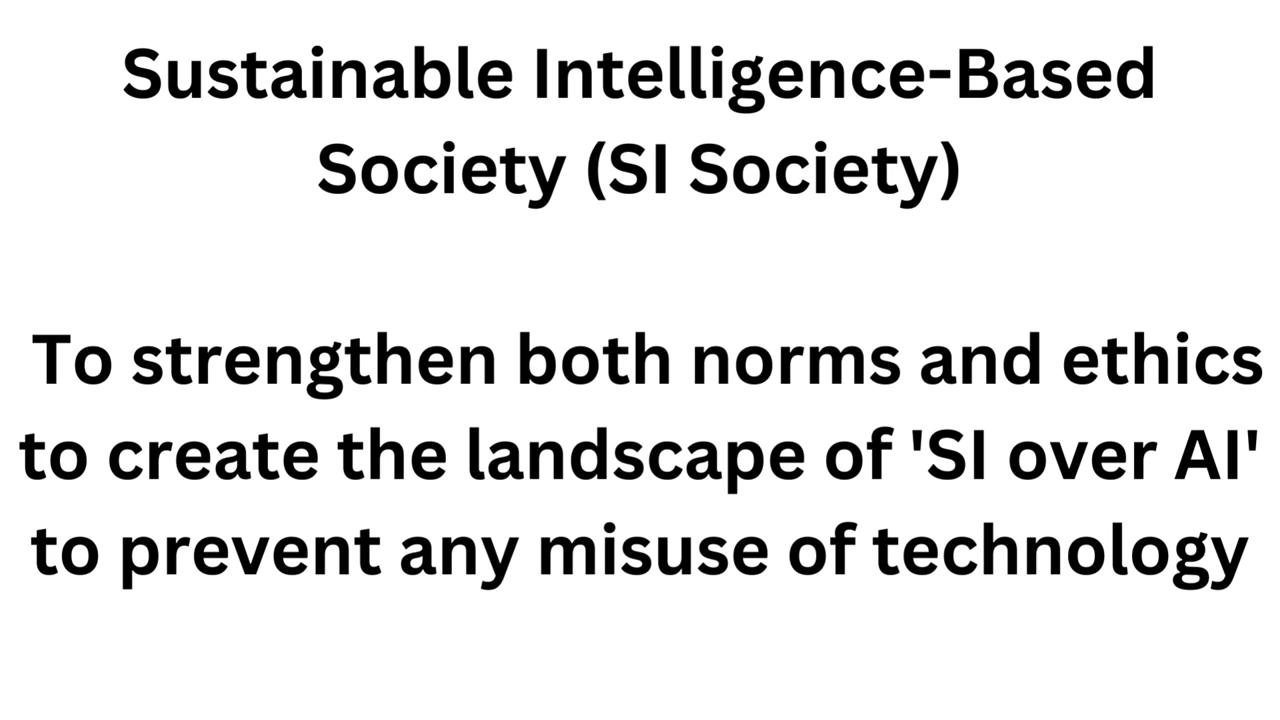 Sustainable Intelligence-Based
Society (SI Society)
To strengthen both norms and ethics
to create the landscape of 'SI over AI'
to prevent any misuse of technology